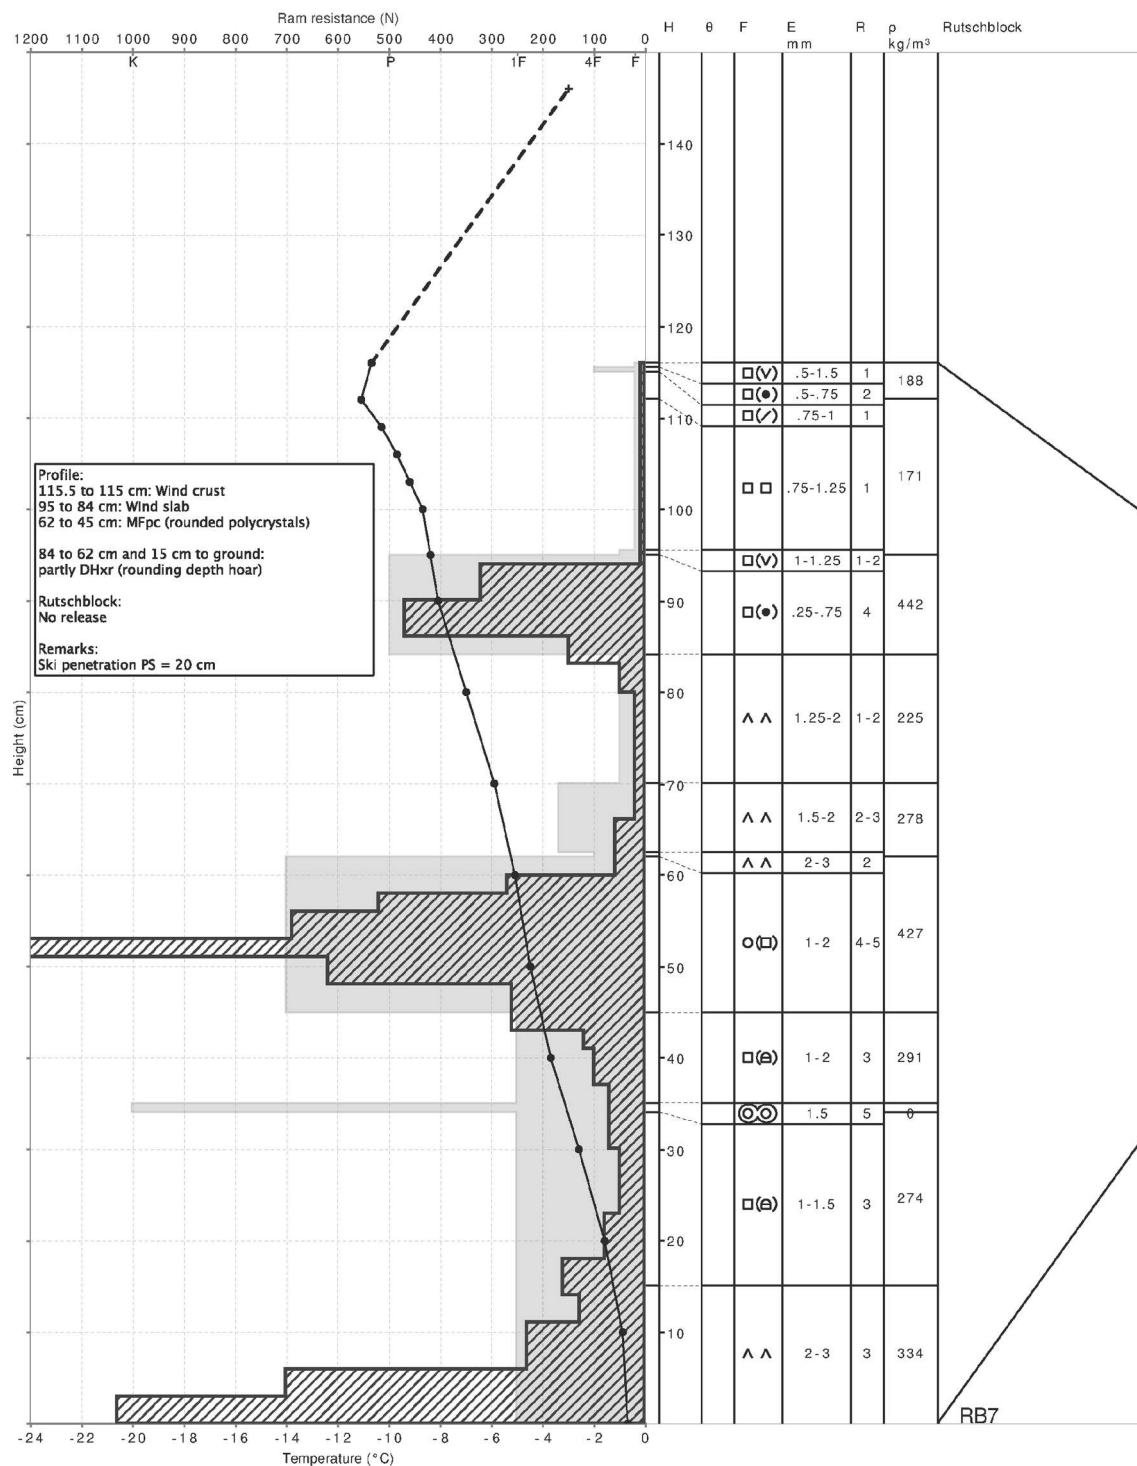 Ram resistance (N)
1200 1100 1000 900 800 700 600 500 400 300 200 100 0
K P 1F 4F F
H θ F E R ρ Rutschblock
mm kg/m³
140
130
120
.5-1.5 1 188
.5-.75 2
110 .75-1 1
Profile:
115.5 to 115 cm: Wind crust
95 to 84 cm: Wind slab
62 to 45 cm: MFpc (rounded polycrystals)
84 to 62 cm and 15 cm to ground:
partly DHxr (rounding depth hoar)
Rutschblock:
No release
Remarks:
Ski penetration PS = 20 cm
.75-1.25 1 171
100
1-1.25 1-2
90 .25-.75 4 442
80
1.25-2 1-2 225
70
1.5-2 2-3 278
2-3 2
60
1-2 4-5 427
50
40 1-2 3 291
1.5 5 0
30
1-1.5 3 274
20
10
2-3 3 334
RB7
Height (cm)
-24 -22 -20 -18 -16 -14 -12 -10 -8 -6 -4 -2 0
Temperature (°C)